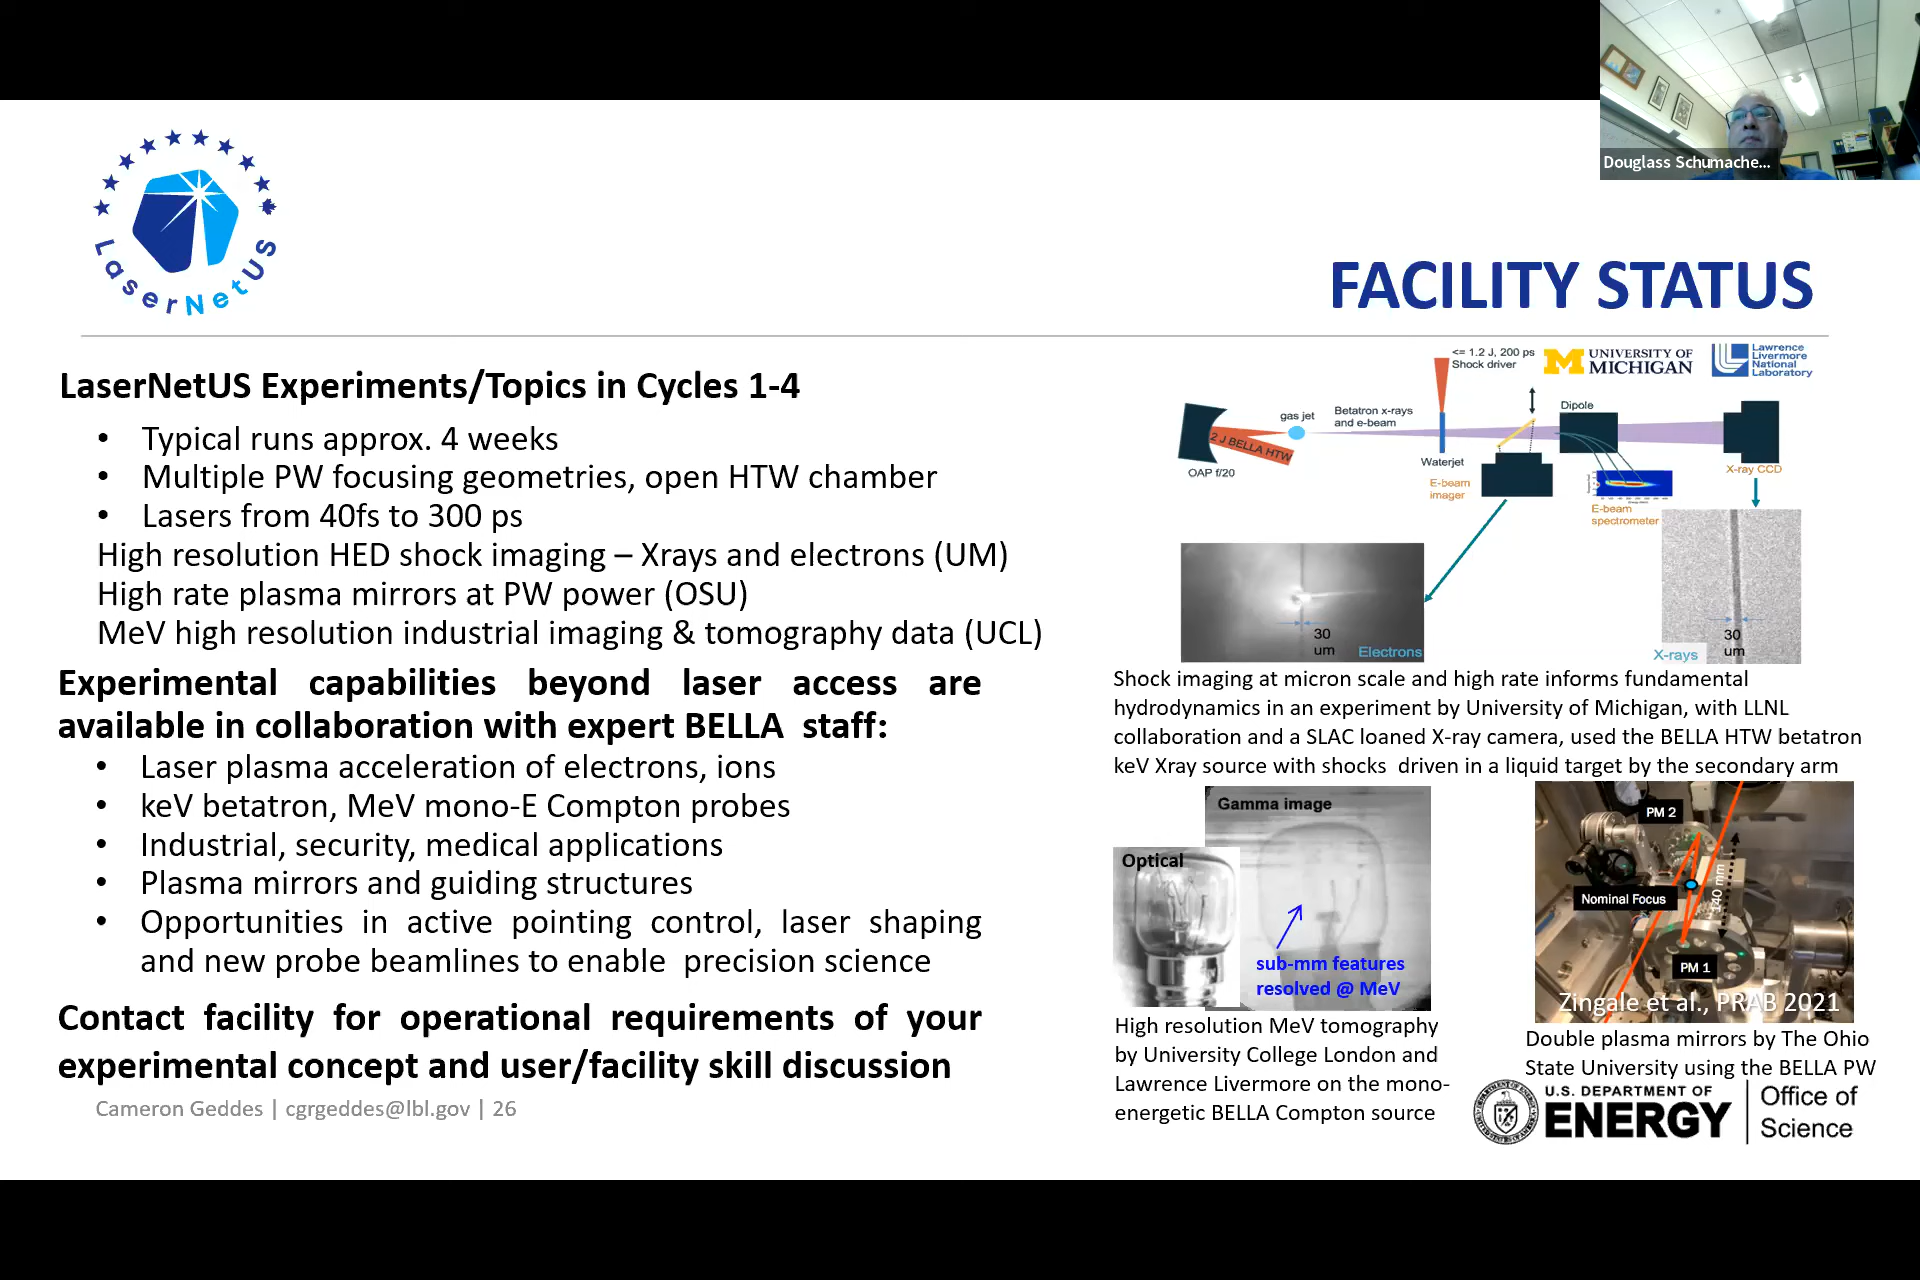 Douglass Schumache...
LaserNetUS
FACILITY STATUS
LaserNetUS Experiments/Topics in Cycles 1-4
• Typical runs approx. 4 weeks
• Multiple PW focusing geometries, open HTW chamber
• Lasers from 40fs to 300 ps
High resolution HED shock imaging – Xrays and electrons (UM)
High rate plasma mirrors at PW power (OSU)
MeV high resolution industrial imaging & tomography data (UCL)
Experimental capabilities beyond laser access are
available in collaboration with expert BELLA staff:
• Laser plasma acceleration of electrons, ions
• keV betatron, MeV mono-E Compton probes
• Industrial, security, medical applications
• Plasma mirrors and guiding structures
• Opportunities in active pointing control, laser shaping
and new probe beamlines to enable precision science
Contact facility for operational requirements of your
experimental concept and user/facility skill discussion
Cameron Geddes | cgrgeddes@lbl.gov | 26
<= 1.2 J, 200 ps
Shock driver
M UNIVERSITY OF
MICHIGAN
Lawrence
Livermore
National
Laboratory
gas jet
Betatron x-rays
and e-beam
Dipole
2 J BELLA HTW
OAP f/20
Waterjet
E-beam
imager
X-ray CCD
E-beam
spectrometer
30
um
Electrons
30
um
X-rays
Shock imaging at micron scale and high rate informs fundamental
hydrodynamics in an experiment by University of Michigan, with LLNL
collaboration and a SLAC loaned X-ray camera, used the BELLA HTW betatron
keV Xray source with shocks driven in a liquid target by the secondary arm
Gamma image
Optical
sub-mm features
resolved @ MeV
High resolution MeV tomography
by University College London and
Lawrence Livermore on the mono-
energetic BELLA Compton source
PM 2
140 mm
Nominal Focus
PM 1
Zingale et al., PRAB 2021
Double plasma mirrors by The Ohio
State University using the BELLA PW
U.S. DEPARTMENT OF
ENERGY
Office of
Science